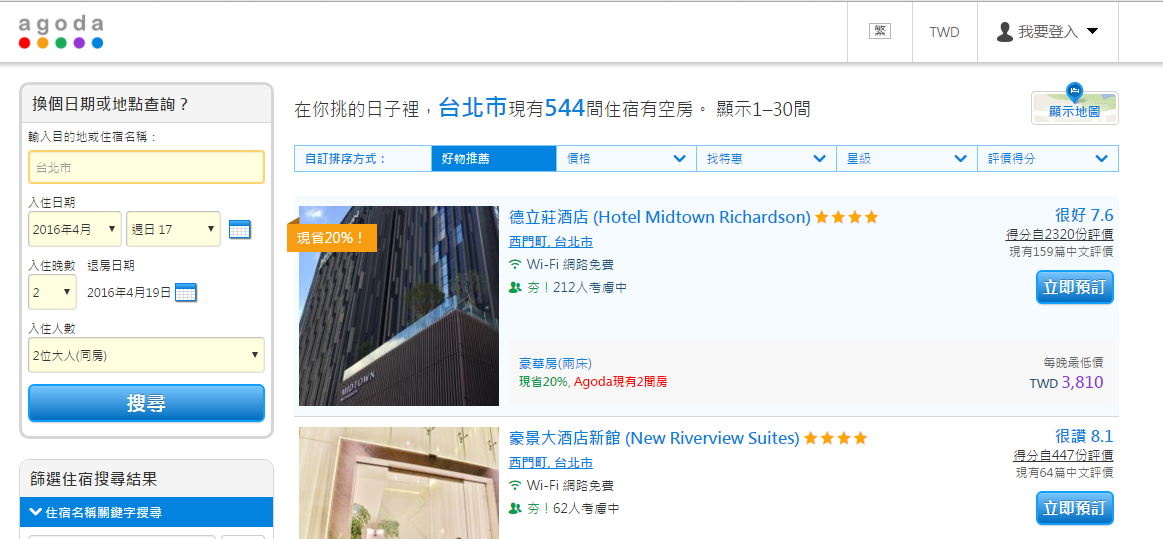 agoda
繁
TWD
我要登入
換個日期或地點查詢？
輸入目的地或住宿名稱：
台北市
入住日期
2016年4月
週日 17
入住晚數 退房日期
2
2016年4月19日
入住人數
2位大人(同房)
搜尋
篩選住宿搜尋結果
住宿名稱關鍵字搜尋
在你挑的日子裡，台北市現有544間住宿有空房。 顯示1–30間
顯示地圖
自訂排序方式：
好物推薦
價格
找特惠
星級
評價得分
現省20%！
MIDTOWN
德立莊酒店 (Hotel Midtown Richardson)
西門町, 台北市
Wi-Fi 網路免費
夯！212人考慮中
很好 7.6
得分自2320份評價
現有159篇中文評價
立即預訂
豪華房(兩床)
現省20%, Agoda現有2間房
每晚最低價
TWD 3,810
豪景大酒店新館 (New Riverview Suites)
西門町, 台北市
Wi-Fi 網路免費
夯！62人考慮中
很讚 8.1
得分自447份評價
現有64篇中文評價
立即預訂